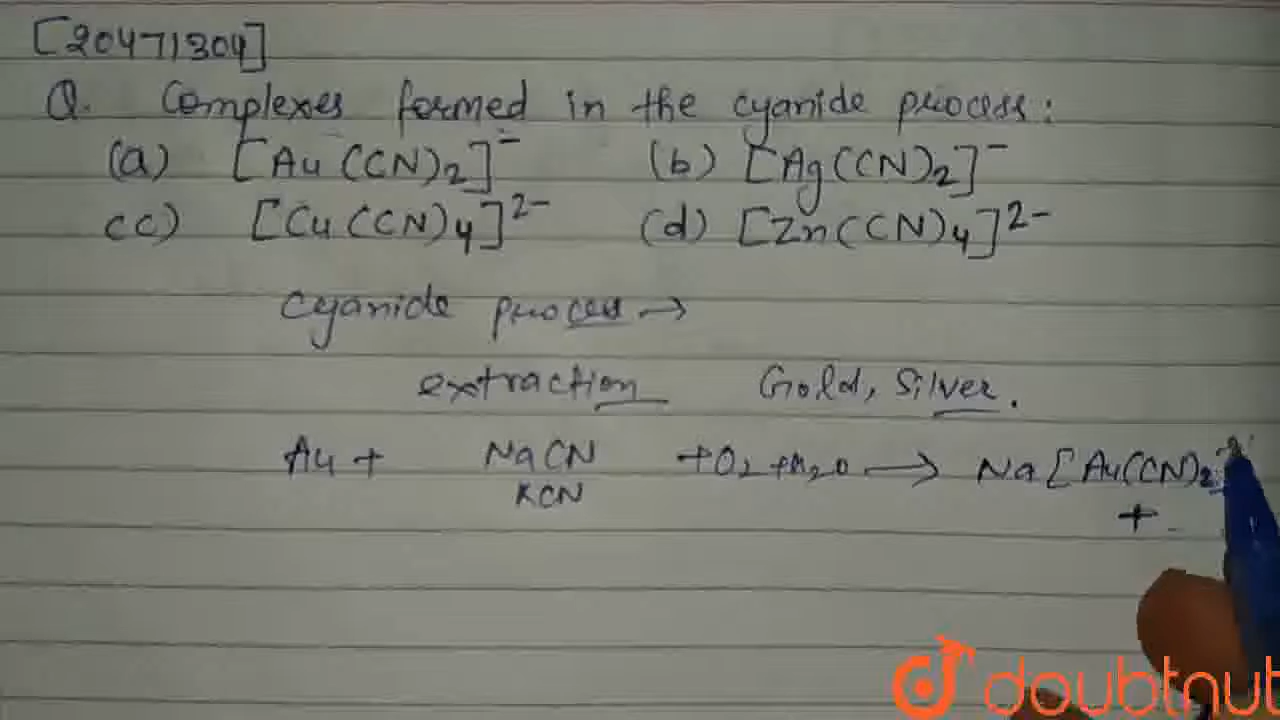 [20471304]
Q. Complexes formed in the cyanide process:
(a) [Au(CN)2]⁻ (b) [Ag(CN)2]⁻
(c) [Cu(CN)4]2- (d) [Zn(CN)4]2-
Cyanide process →
extraction Gold, Silver.
Au + NaCN + O2 + H2O → Na[Au(CN)2
KCN +
doubtnut